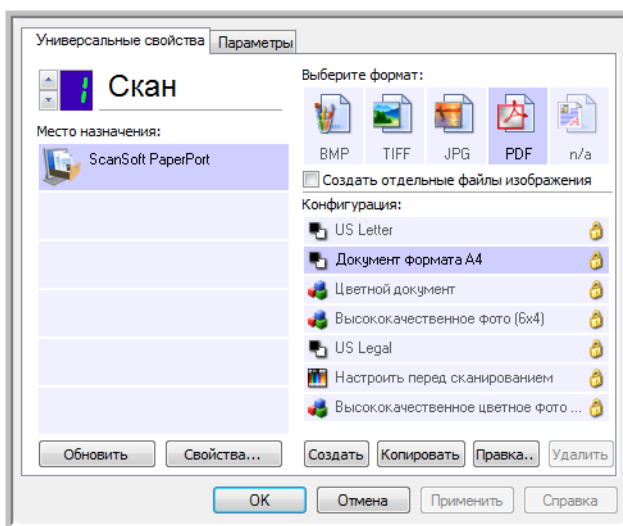 Универсальные свойства
Параметры
1
Скан
Место назначения:
ScanSoft PaperPort
Обновить
Свойства...
Выберите формат:
BMP
TIFF
JPG
PDF
n/a
Создать отдельные файлы изображения
Конфигурация:
US Letter
Документ формата A4
Цветной документ
Высококачественное фото (6x4)
US Legal
Настроить перед сканированием
Высококачественное цветное фото ...
Создать
Копировать
Правка..
Удалить
OK
Отмена
Применить
Справка